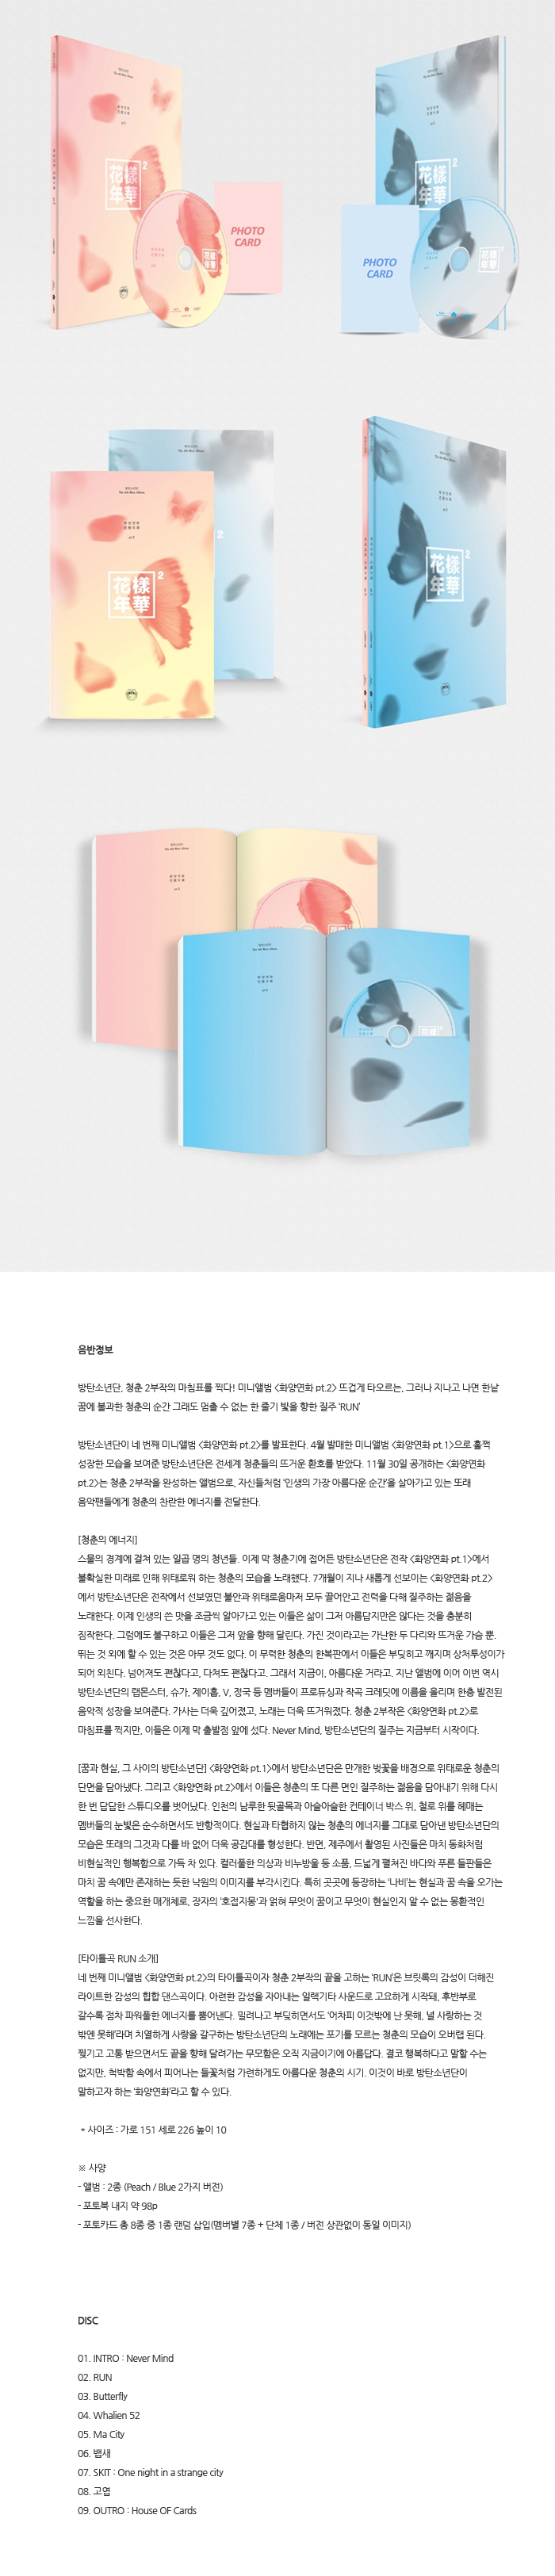 花樣
年華
2
PHOTO
CARD
花樣
年華
2
PHOTO
CARD
花樣
年華
2
花樣
年華
2
음반정보
방탄소년단, 청춘 2부작의 마침표를 찍다! 미니앨범 <화양연화 pt.2> 뜨겁게 타오르는, 그러나 지나고 나면 한낱
꿈에 불과한 청춘의 순간 그래도 멈출 수 없는 한 줄기 빛을 향한 질주 'RUN'
방탄소년단이 네 번째 미니앨범 <화양연화 pt.2>를 발표한다. 4월 발매한 미니앨범 <화양연화 pt.1>으로 훌쩍
성장한 모습을 보여준 방탄소년단은 전세계 청춘들의 뜨거운 환호를 받았다. 11월 30일 공개하는 <화양연화
pt.2>는 청춘 2부작을 완성하는 앨범으로, 자신들처럼 '인생의 가장 아름다운 순간'을 살아가고 있는 또래
음악팬들에게 청춘의 찬란한 에너지를 전달한다.
[청춘의 에너지]
스물의 경계에 걸쳐 있는 일곱 명의 청년들. 이제 막 청춘기에 접어든 방탄소년단은 전작 <화양연화 pt.1>에서
불확실한 미래로 인해 위태로워 하는 청춘의 모습을 노래했다. 7개월이 지나 새롭게 선보이는 <화양연화 pt.2>
에서 방탄소년단은 전작에서 선보였던 불안과 위태로움마저 모두 끌어안고 전력을 다해 질주하는 젊음을
노래한다. 이제 인생의 쓴 맛을 조금씩 알아가고 있는 이들은 삶이 그저 아름답지만은 않다는 것을 충분히
짐작한다. 그럼에도 불구하고 이들은 그저 앞을 향해 달린다. 가진 것이라고는 가난한 두 다리와 뜨거운 가슴 뿐.
뛰는 것 외에 할 수 있는 것은 아무 것도 없다. 이 무력한 청춘의 한복판에서 이들은 부딪히고 깨지며 상처투성이가
되어 외친다. 넘어져도 괜찮다고, 다쳐도 괜찮다고. 그래서 지금이, 아름다운 거라고. 지난 앨범에 이어 이번 역시
방탄소년단의 랩몬스터, 슈가, 제이홉, V, 정국 등 멤버들이 프로듀싱과 작곡 크레딧에 이름을 올리며 한층 발전된
음악적 성장을 보여준다. 가사는 더욱 깊어졌고, 노래는 더욱 뜨거워졌다. 청춘 2부작은 <화양연화 pt.2>로
마침표를 찍지만, 이들은 이제 막 출발점 앞에 섰다. Never Mind, 방탄소년단의 질주는 지금부터 시작이다.
[꿈과 현실, 그 사이의 방탄소년단] <화양연화 pt.1>에서 방탄소년단은 만개한 벚꽃을 배경으로 위태로운 청춘의
단면을 담아냈다. 그리고 <화양연화 pt.2>에서 이들은 청춘의 또 다른 면인 질주하는 젊음을 담아내기 위해 다시
한 번 답답한 스튜디오를 벗어났다. 인천의 남루한 뒷골목과 아슬아슬한 컨테이너 박스 위, 철로 위를 헤매는
멤버들의 눈빛은 순수하면서도 반항적이다. 현실과 타협하지 않는 청춘의 에너지를 그대로 담아낸 방탄소년단의
모습은 또래의 그것과 다를 바 없어 더욱 공감대를 형성한다. 반면, 제주에서 촬영된 사진들은 마치 동화처럼
비현실적인 행복함으로 가득 차 있다. 컬러풀한 의상과 비누방울 등 소품, 드넓게 펼쳐진 바다와 푸른 들판들은
마치 꿈 속에만 존재하는 듯한 낙원의 이미지를 부각시킨다. 특히 곳곳에 등장하는 '나비'는 현실과 꿈 속을 오가는
역할을 하는 중요한 매개체로, 장자의 '호접지몽'과 얽혀 무엇이 꿈이고 무엇이 현실인지 알 수 없는 몽환적인
느낌을 선사한다.
[타이틀곡 RUN 소개]
네 번째 미니앨범 <화양연화 pt.2>의 타이틀곡이자 청춘 2부작의 끝을 고하는 'RUN'은 브릿록의 감성이 더해진
라이트한 감성의 힙합 댄스곡이다. 아련한 감성을 자아내는 일렉기타 사운드로 고요하게 시작돼, 후반부로
갈수록 점차 파워풀한 에너지를 뿜어낸다. 밀려나고 부딪히면서도 '어차피 이것밖에 난 못해, 널 사랑하는 것
밖엔 못해'라며 치열하게 사랑을 갈구하는 방탄소년단의 노래에는 포기를 모르는 청춘의 모습이 오버랩 된다.
찢기고 고통 받으면서도 끝을 향해 달려가는 무모함은 오직 지금이기에 아름답다. 결코 행복하다고 말할 수는
없지만, 척박함 속에서 피어나는 들꽃처럼 가련하게도 아름다운 청춘의 시기. 이것이 바로 방탄소년단이
말하고자 하는 '화양연화'라고 할 수 있다.
* 사이즈 : 가로 151 세로 226 높이 10
※ 사양
- 앨범 : 2종 (Peach / Blue 2가지 버전)
- 포토북 내지 약 98p
- 포토카드 총 8종 중 1종 랜덤 삽입(멤버별 7종 + 단체 1종 / 버전 상관없이 동일 이미지)
DISC
01. INTRO : Never Mind
02. RUN
03. Butterfly
04. Whalien 52
05. Ma City
06. 뱁새
07. SKIT : One night in a strange city
08. 고엽
09. OUTRO : House OF Cards